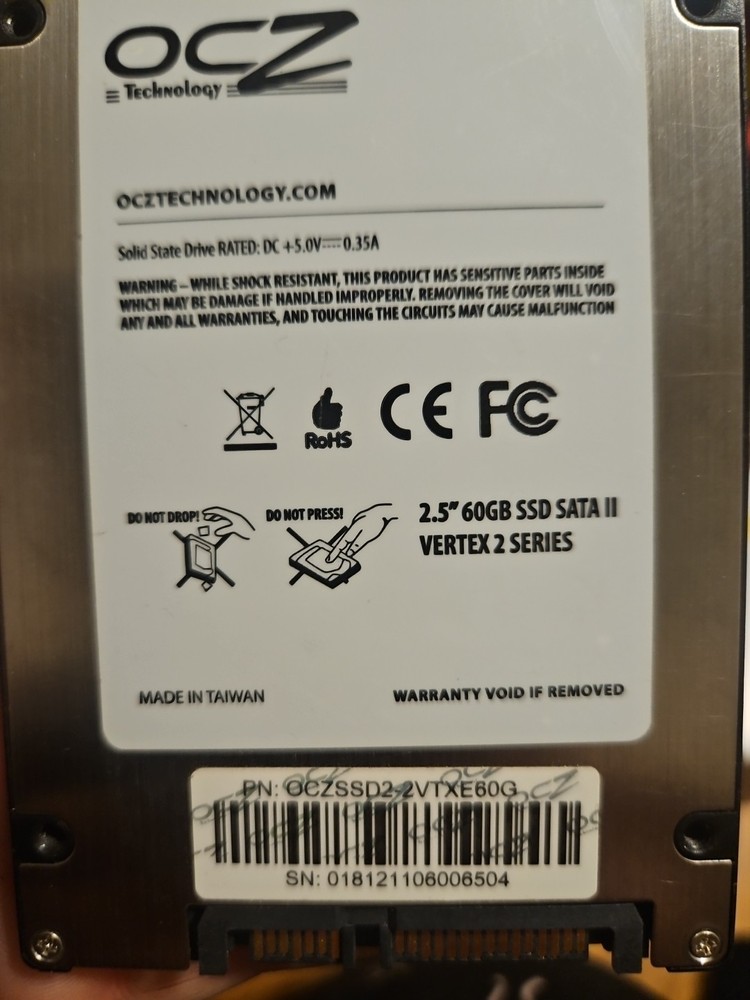 OCZ
Technology
OCZTECHNOLOGY.COM
Solid State Drive RATED: DC +5.0V⎓0.35A
WARNING – WHILE SHOCK RESISTANT, THIS PRODUCT HAS SENSITIVE PARTS INSIDE
WHICH MAY BE DAMAGE IF HANDLED IMPROPERLY. REMOVING THE COVER WILL VOID
ANY AND ALL WARRANTIES, AND TOUCHING THE CIRCUITS MAY CAUSE MALFUNCTION
RoHS CE FC
DO NOT DROP! DO NOT PRESS! 2.5" 60GB SSD SATA II
VERTEX 2 SERIES
MADE IN TAIWAN WARRANTY VOID IF REMOVED
PN: OCZSSD2-2VTXE60G
SN: 018121106006504